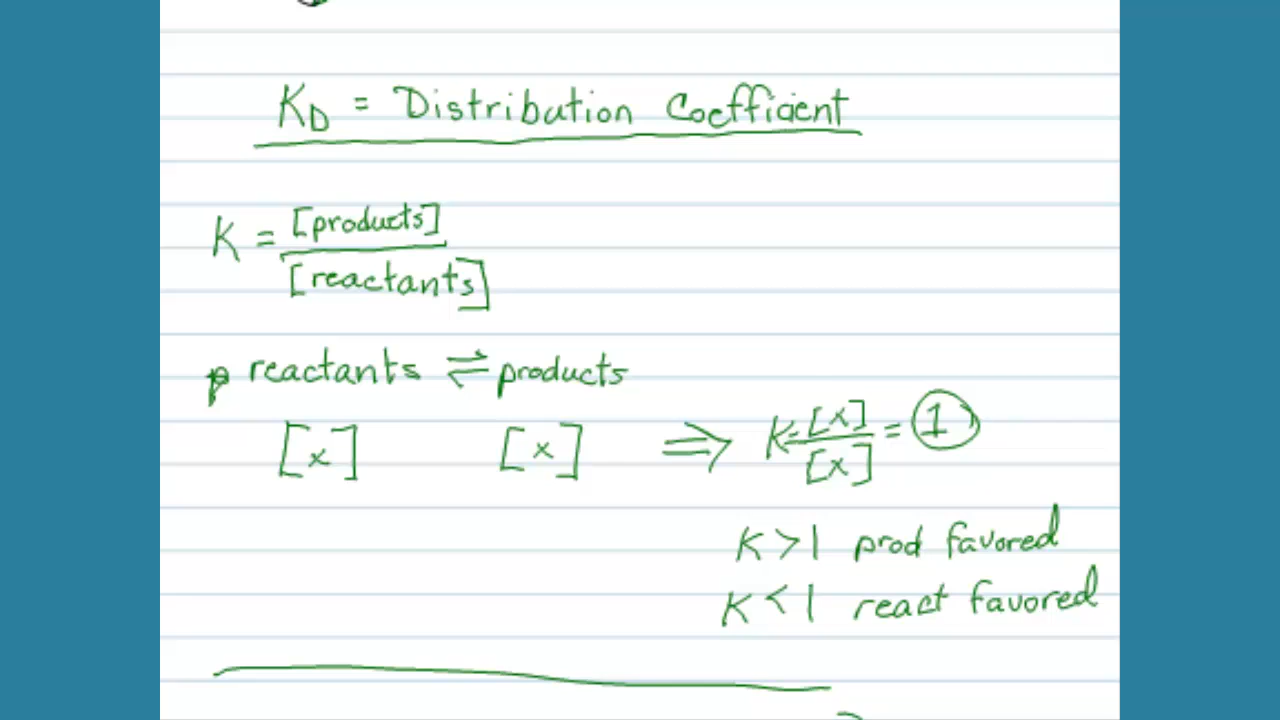 K_D = Distribution Coefficient
K = [products] / [reactants]
reactants ⇌ products
[x] [x] ⇒ K = [x] / [x] = 1
K > 1 prod favored
K < 1 react favored